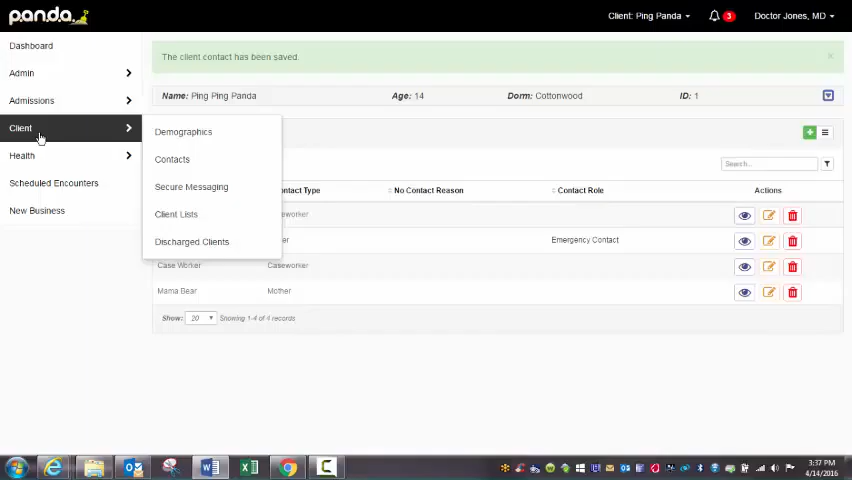 panda
Client: Ping Panda
3
Doctor Jones, MD
Dashboard
Admin
Admissions
Client
Health
Scheduled Encounters
New Business
Demographics
Contacts
Secure Messaging
Client Lists
Discharged Clients
The client contact has been saved.
×
Name: Ping Ping Panda
Age: 14
Dorm: Cottonwood
ID: 1
Search...
No Contact Reason
Contact Role
Actions
Emergency Contact
Case Worker
Caseworker
Mama Bear
Mother
Show: 20 Showing 1-4 of 4 records
3:37 PM
4/14/2016